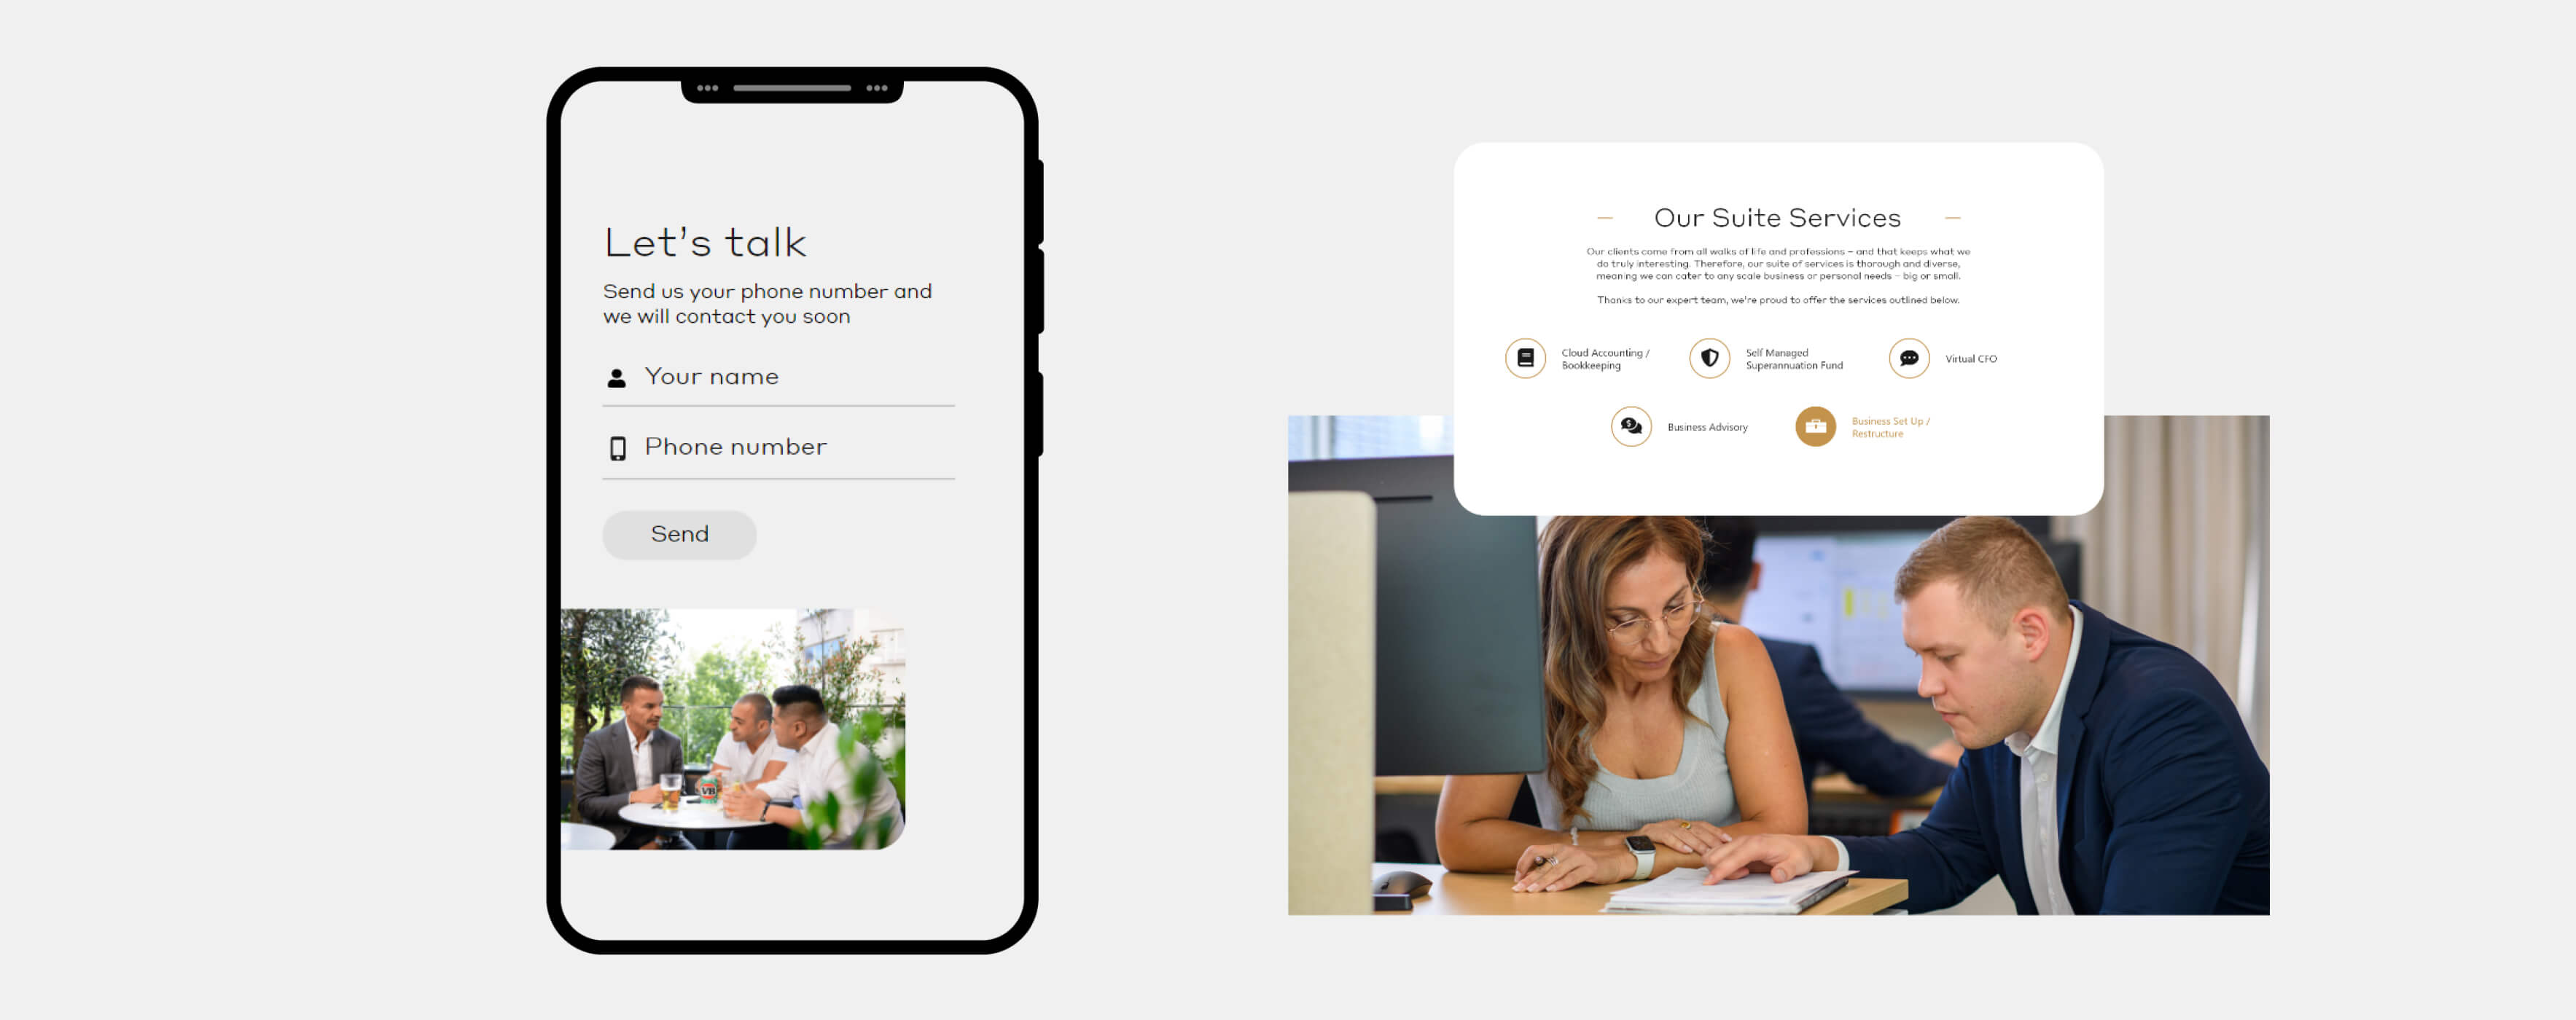 Let's talk
Send us your phone number and
we will contact you soon
Your name
Phone number
Send
VB
Our Suite Services
Our clients come from all walks of life and professions – and that keeps what we
do truly interesting. Therefore, our suite of services is thorough and diverse,
meaning we can cater to any scale business or personal needs – big or small.
Thanks to our expert team, we're proud to offer the services outlined below.
Cloud Accounting /
Bookkeeping
Self Managed
Superannuation Fund
Virtual CFO
Business Advisory
Business Set Up /
Restructure